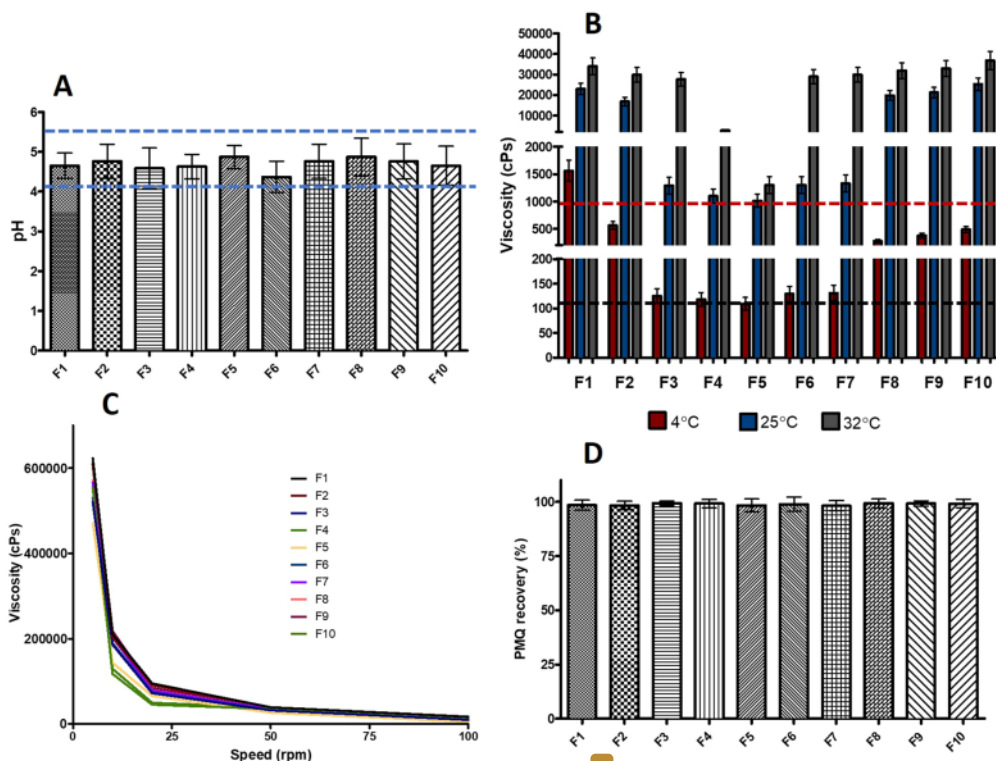 A
6
5
4
3
2
1
0
pH
F1
F2
F3
F4
F5
F6
F7
F8
F9
F10
B
50000
40000
30000
20000
10000
2000
1500
1000
500
200
150
100
50
0
Viscosity (cPs)
F1 F2 F3 F4 F5 F6 F7 F8 F9 F10
4°C 25°C 32°C
C
600000
400000
200000
0
Viscosity (cPs)
0 25 50 75 100
Speed (rpm)
F1
F2
F3
F4
F5
F6
F7
F8
F9
F10
D
100
75
50
25
0
PMQ recovery (%)
F1
F2
F3
F4
F5
F6
F7
F8
F9
F10